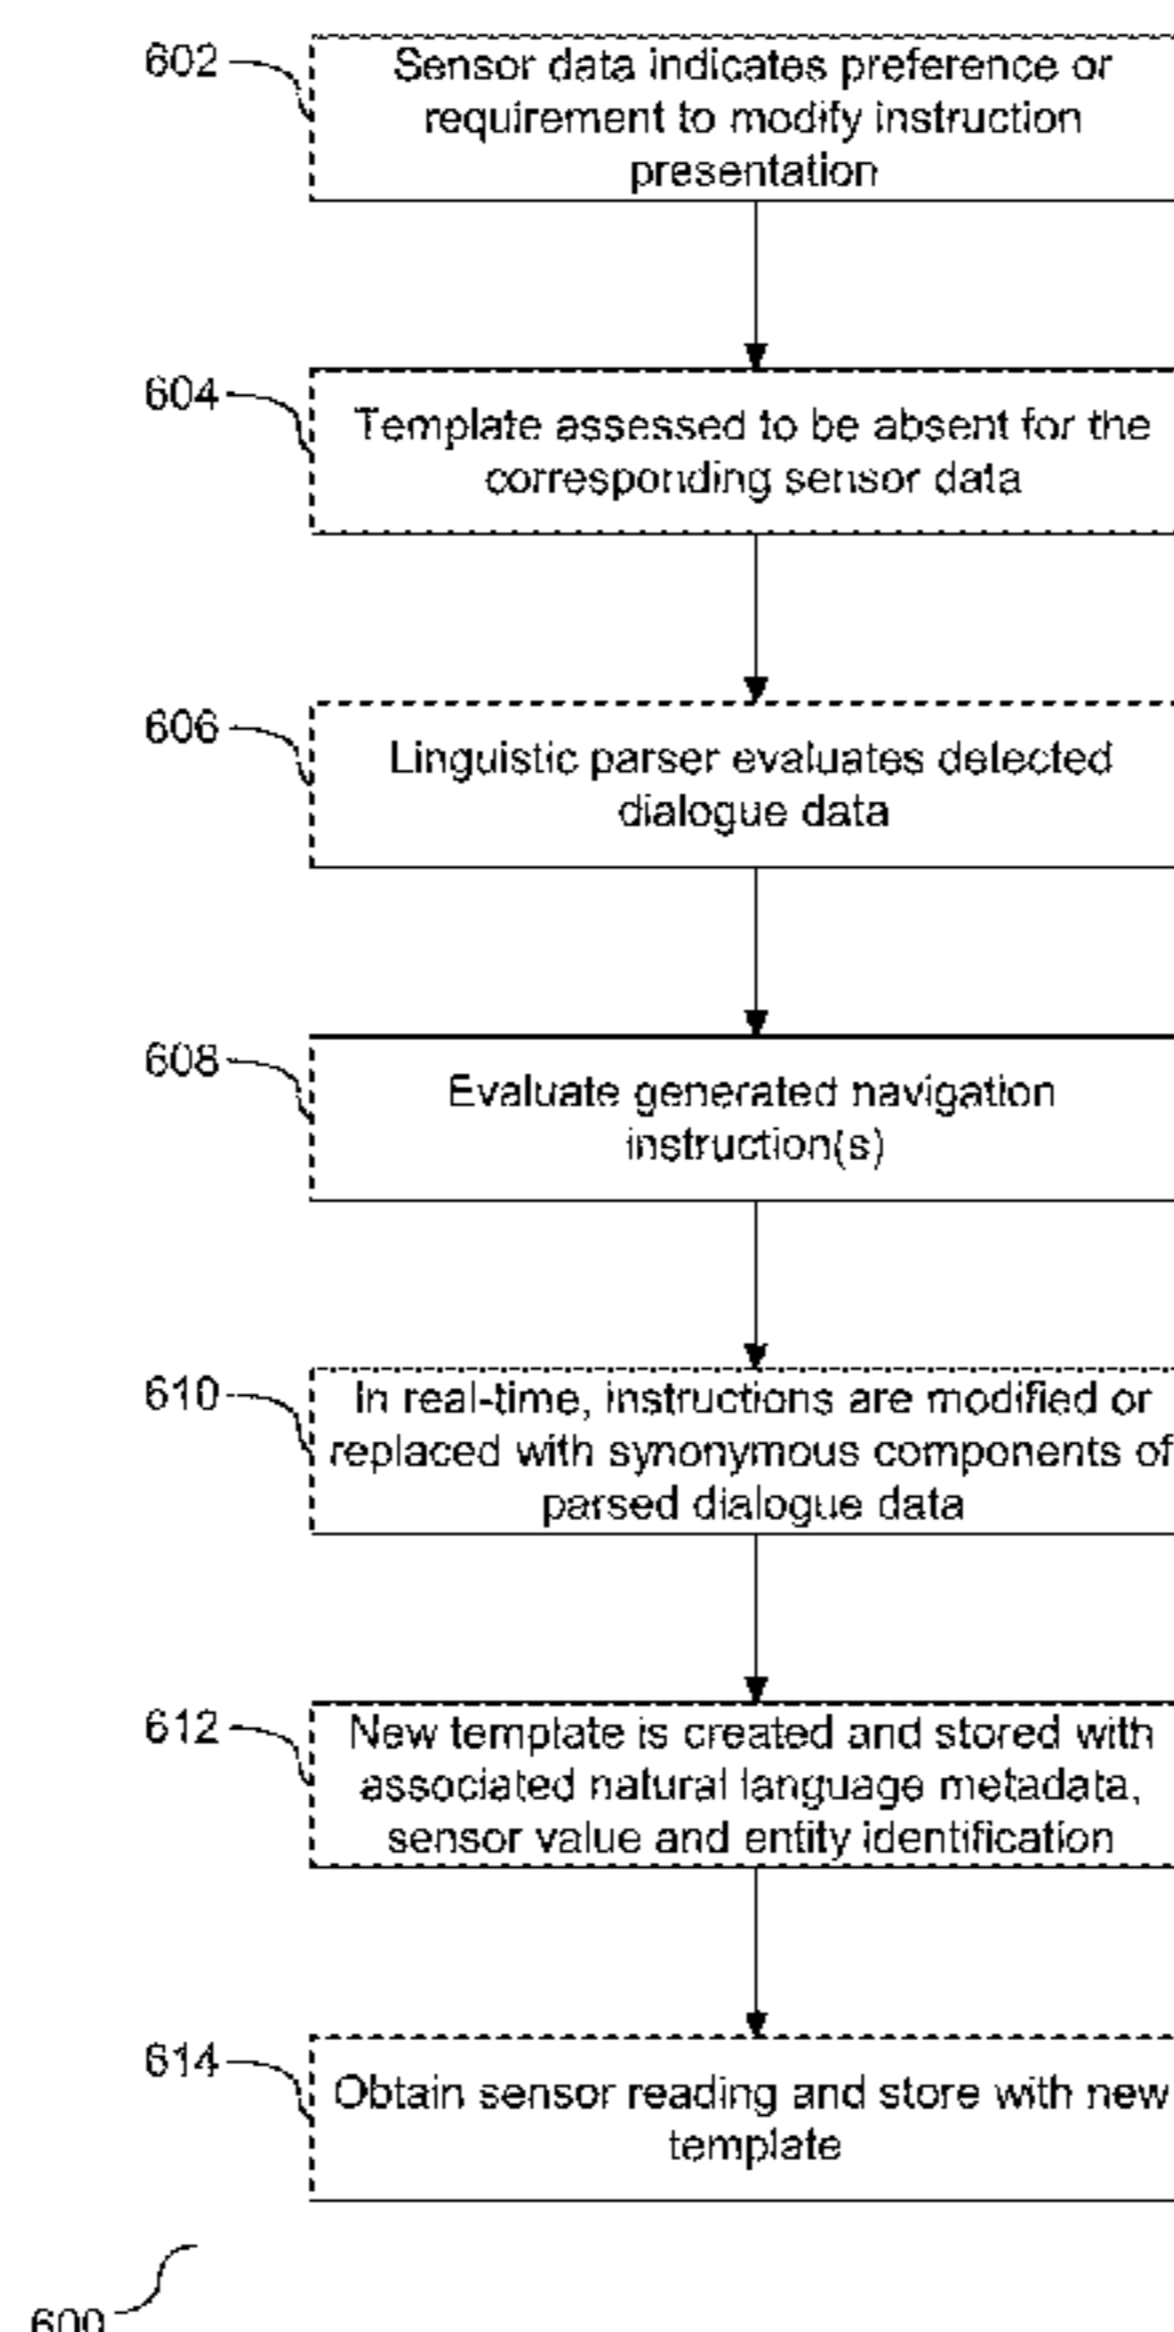 602
Sensor data indicates preference or
requirement to modify instruction
presentation
604
Template assessed to be absent for the
corresponding sensor data
606
Linguistic parser evaluates detected
dialogue data
608
Evaluate generated navigation
instruction(s)
610
In real-time, instructions are modified or
replaced with synonymous components of
parsed dialogue data
612
New template is created and stored with
associated natural language metadata,
sensor value and entity identification
614
Obtain sensor reading and store with new
template
600